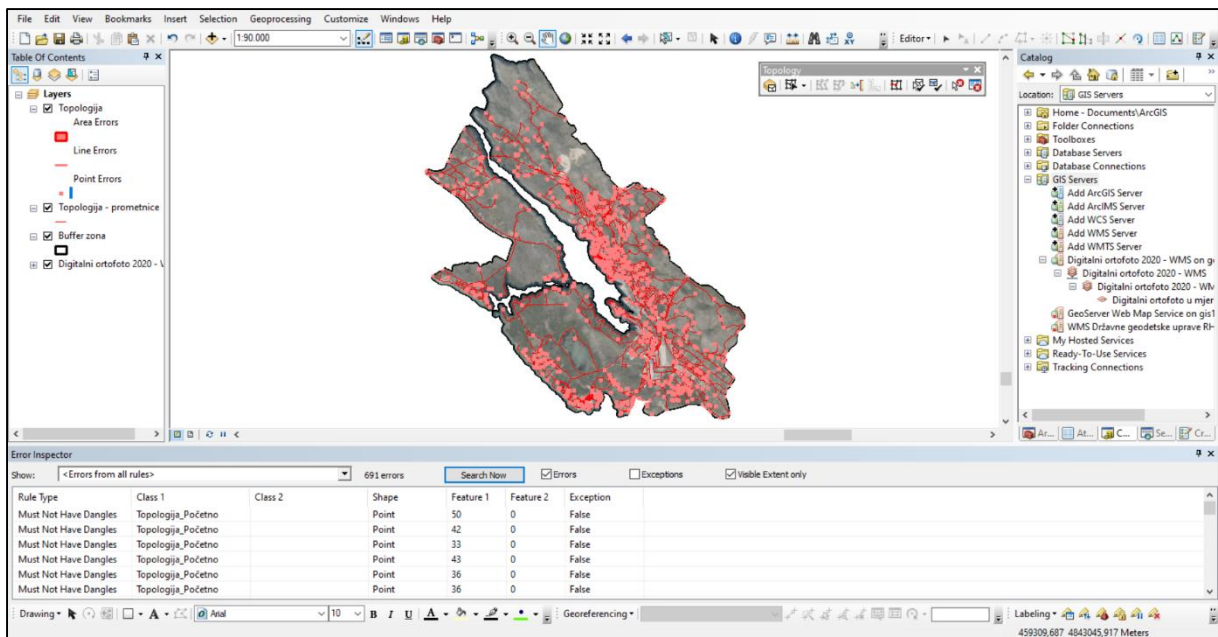 File Edit View Bookmarks Insert Selection Geoprocessing Customize Windows Help
1:90.000
Editor
Table Of Contents
Layers
Topologija
Area Errors
Line Errors
Point Errors
Topologija - prometnice
Buffer zona
Digitalni ortofoto 2020 - W
Topology
Catalog
Location: GIS Servers
Home - Documents\ArcGIS
Folder Connections
Toolboxes
Database Servers
Database Connections
GIS Servers
Add ArcGIS Server
Add ArcIMS Server
Add WCS Server
Add WMS Server
Add WMTS Server
Digitalni ortofoto 2020 - WMS on g
Digitalni ortofoto 2020 - WMS
Digitalni ortofoto 2020 - WM
Digitalni ortofoto u mjer
GeoServer Web Map Service on gis1
WMS Državne geodetske uprave RH
My Hosted Services
Ready-To-Use Services
Tracking Connections
Ar... At... C... Se... Cr...
Error Inspector
Show: <Errors from all rules> 691 errors Search Now Errors Exceptions Visible Extent only
Rule Type Class 1 Class 2 Shape Feature 1 Feature 2 Exception
Must Not Have Dangles Topologija_Početno Point 50 0 False
Must Not Have Dangles Topologija_Početno Point 42 0 False
Must Not Have Dangles Topologija_Početno Point 33 0 False
Must Not Have Dangles Topologija_Početno Point 43 0 False
Must Not Have Dangles Topologija_Početno Point 36 0 False
Must Not Have Dangles Topologija_Početno Point 36 0 False
Drawing A Arial 10 B I U A Georeferencing Labeling
459309,687 4843045,917 Meters